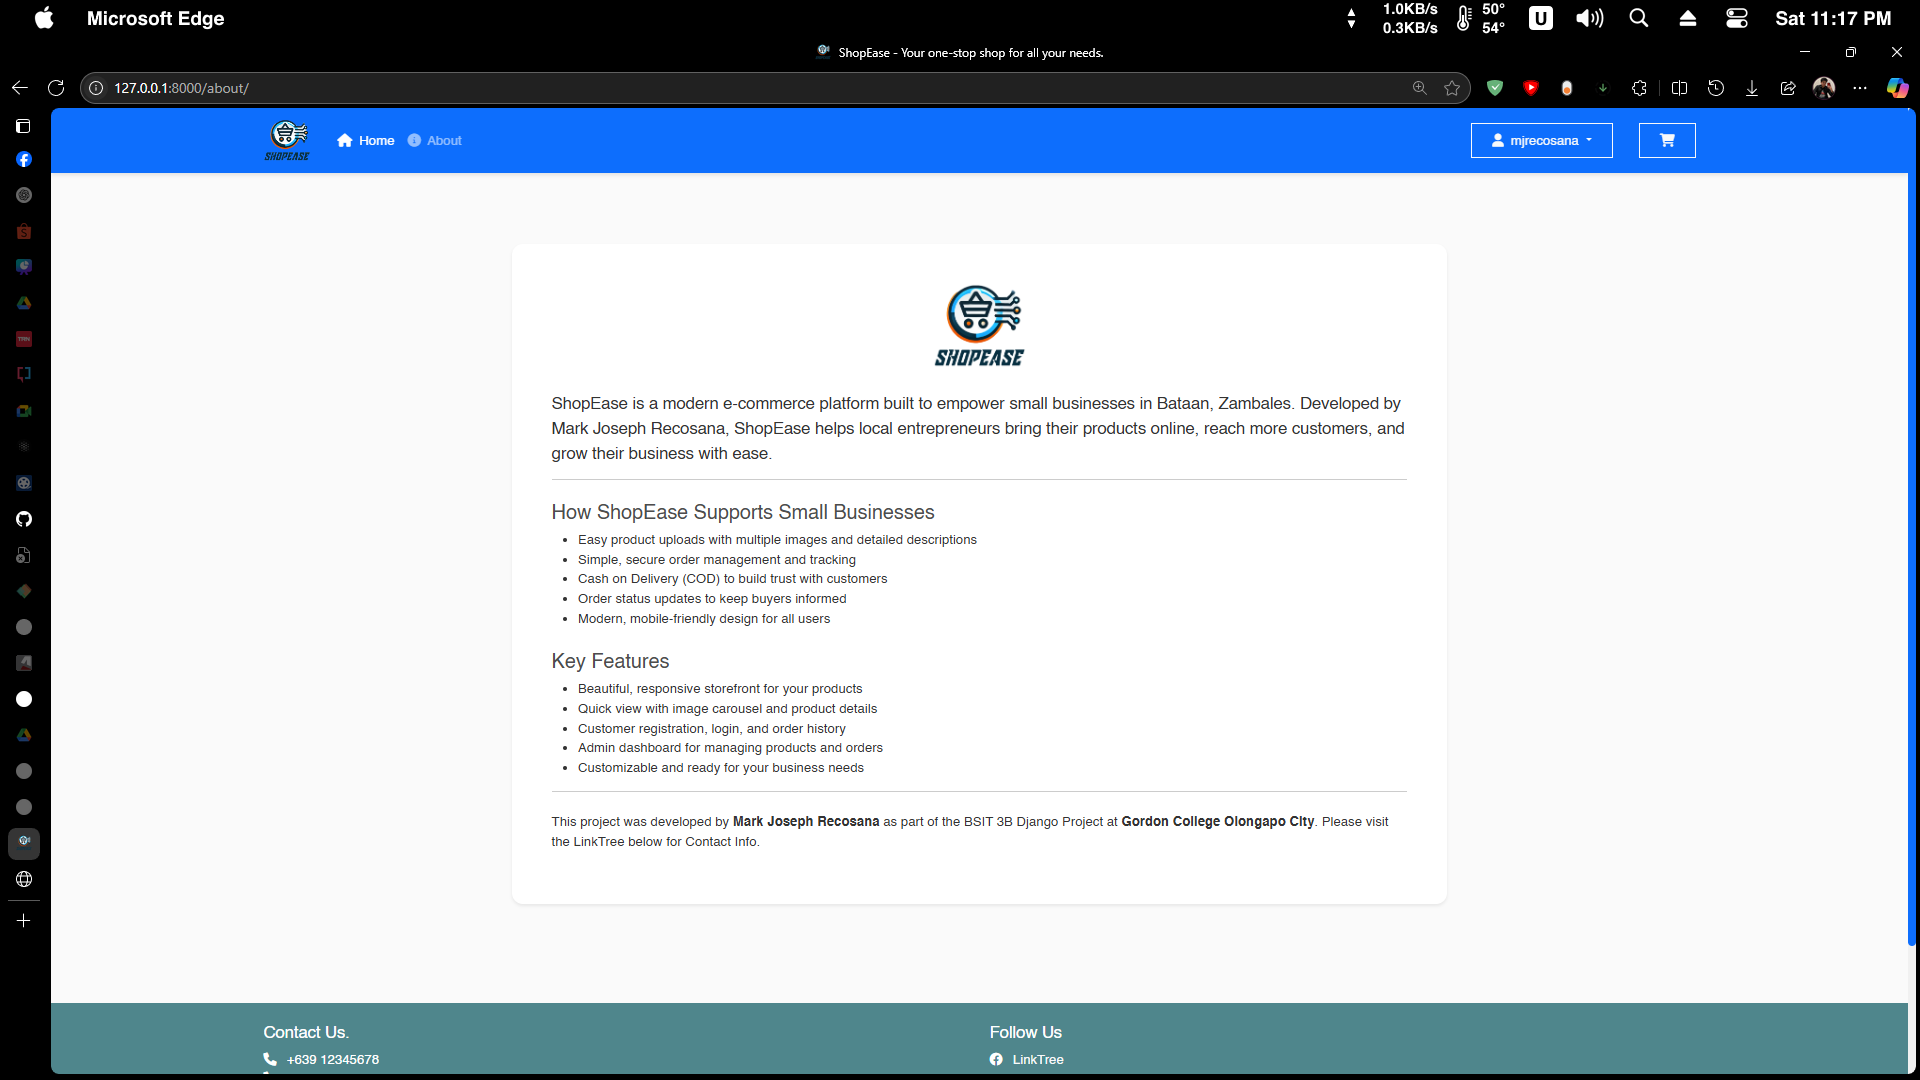 Microsoft Edge
1.0KB/s
0.3KB/s
50°
54°
U
Sat 11:17 PM
ShopEase - Your one-stop shop for all your needs.
127.0.0.1:8000/about/
SHOPEASE
Home
About
mjrecosana
SHOPEASE
ShopEase is a modern e-commerce platform built to empower small businesses in Bataan, Zambales. Developed by
Mark Joseph Recosana, ShopEase helps local entrepreneurs bring their products online, reach more customers, and
grow their business with ease.
How ShopEase Supports Small Businesses
• Easy product uploads with multiple images and detailed descriptions
• Simple, secure order management and tracking
• Cash on Delivery (COD) to build trust with customers
• Order status updates to keep buyers informed
• Modern, mobile-friendly design for all users
Key Features
• Beautiful, responsive storefront for your products
• Quick view with image carousel and product details
• Customer registration, login, and order history
• Admin dashboard for managing products and orders
• Customizable and ready for your business needs
This project was developed by Mark Joseph Recosana as part of the BSIT 3B Django Project at Gordon College Olongapo City. Please visit
the LinkTree below for Contact Info.
Contact Us.
+639 12345678
Follow Us
LinkTree